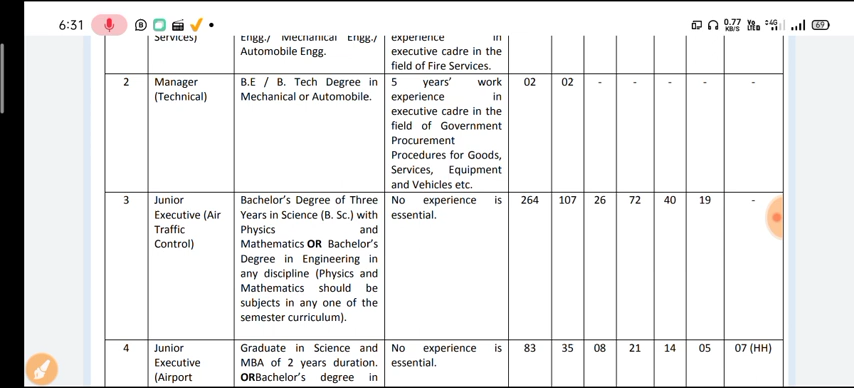 6:31
0.77 KB/S
4G
69
Services)
Engg./ Mechanical Engg./ experience in
Automobile Engg. executive cadre in the
field of Fire Services.
2 Manager B.E / B. Tech Degree in 5 years' work 02 02 - - - - -
(Technical) Mechanical or Automobile. experience in
executive cadre in the
field of Government
Procurement
Procedures for Goods,
Services, Equipment
and Vehicles etc.
3 Junior Bachelor's Degree of Three No experience is 264 107 26 72 40 19 -
Executive (Air Years in Science (B. Sc.) with essential.
Traffic Physics and
Control) Mathematics OR Bachelor's
Degree in Engineering in
any discipline (Physics and
Mathematics should be
subjects in any one of the
semester curriculum).
4 Junior Graduate in Science and No experience is 83 35 08 21 14 05 07 (HH)
Executive MBA of 2 years duration. essential.
(Airport ORBachelor's degree in